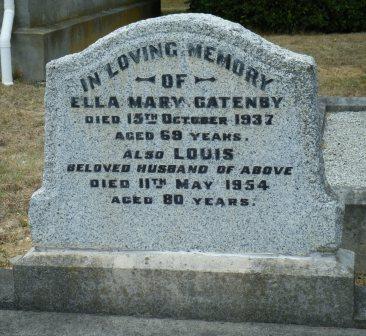 IN LOVING MEMORY
OF
ELLA MARY GATENBY
DIED 15TH OCTOBER 1937
AGED 69 YEARS.
ALSO LOUIS
BELOVED HUSBAND OF ABOVE
DIED 11TH MAY 1954
AGED 80 YEARS.